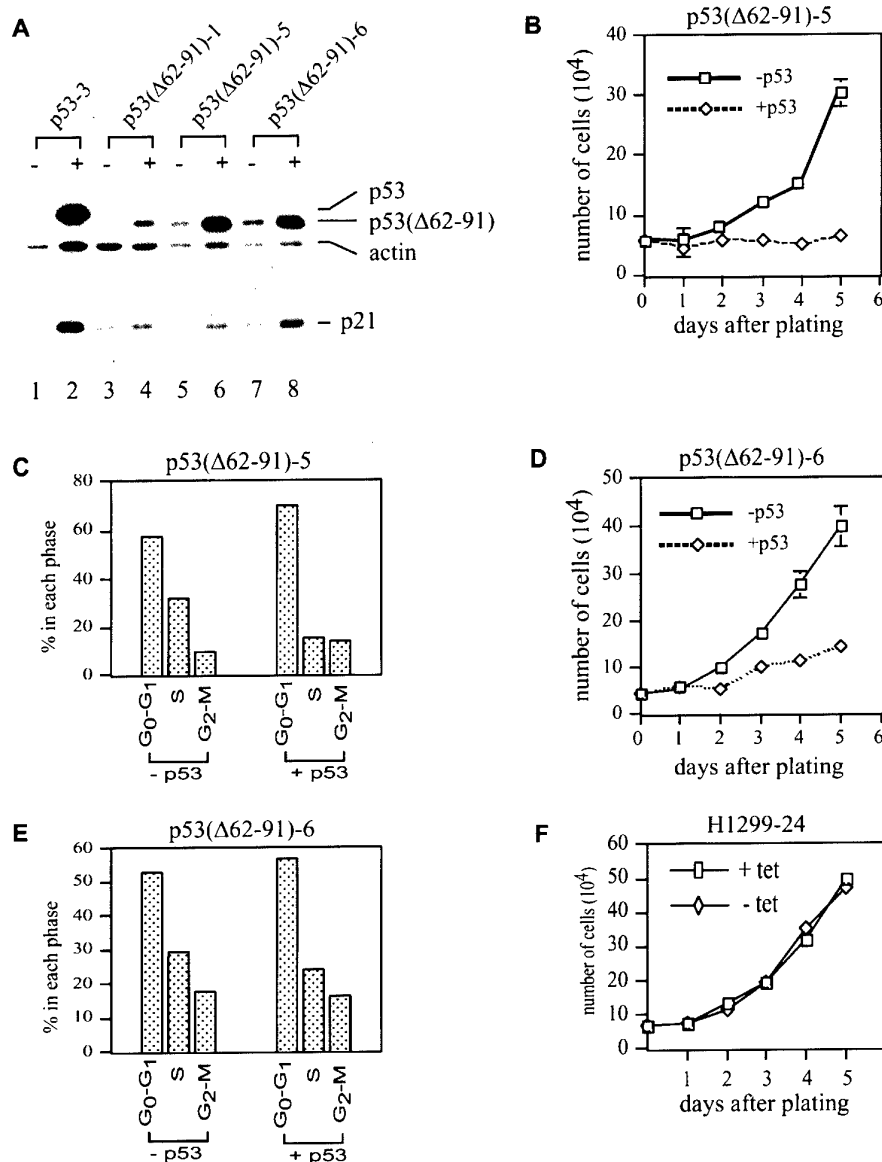 A
p53-3
p53(Δ62-91)-1
p53(Δ62-91)-5
p53(Δ62-91)-6
- + - + - + - +
p53
p53(Δ62-91)
actin
p21
1 2 3 4 5 6 7 8
B
p53(Δ62-91)-5
number of cells (10⁴)
40
30
20
10
0
-p53
+p53
0 1 2 3 4 5 6
days after plating
C
p53(Δ62-91)-5
% in each phase
80
60
40
20
0
G0-G1 S G2-M G0-G1 S G2-M
- p53 + p53
D
p53(Δ62-91)-6
number of cells (10⁴)
50
40
30
20
10
0
-p53
+p53
0 1 2 3 4 5 6
days after plating
E
p53(Δ62-91)-6
% in each phase
60
50
40
30
20
10
0
G0-G1 S G2-M G0-G1 S G2-M
- p53 + p53
F
H1299-24
number of cells (10⁴)
60
50
40
30
20
10
0
+ tet
- tet
1 2 3 4 5
days after plating